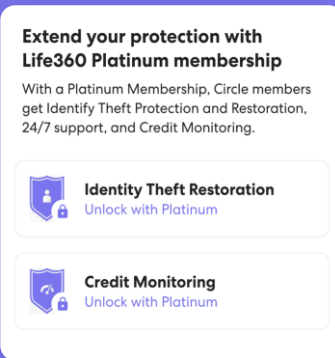 Extend your protection with
Life360 Platinum membership
With a Platinum Membership, Circle members
get Identify Theft Protection and Restoration,
24/7 support, and Credit Monitoring.
Identity Theft Restoration
Unlock with Platinum
Credit Monitoring
Unlock with Platinum